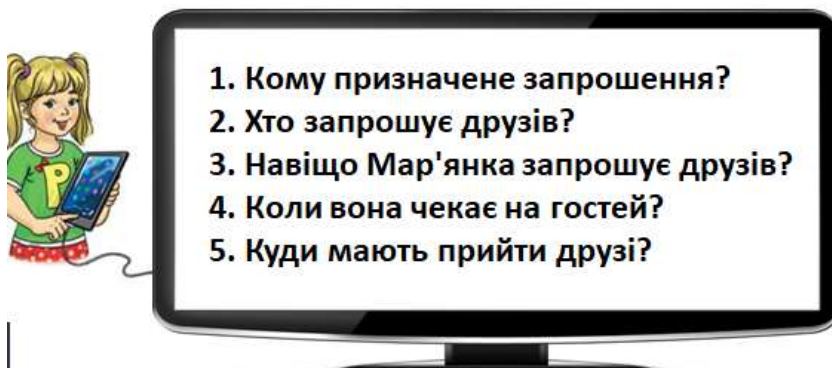 1. Кому призначене запрошення?
2. Хто запрошує друзів?
3. Навіщо Мар'янка запрошує друзів?
4. Коли вона чекає на гостей?
5. Куди мають прийти друзі?
Р